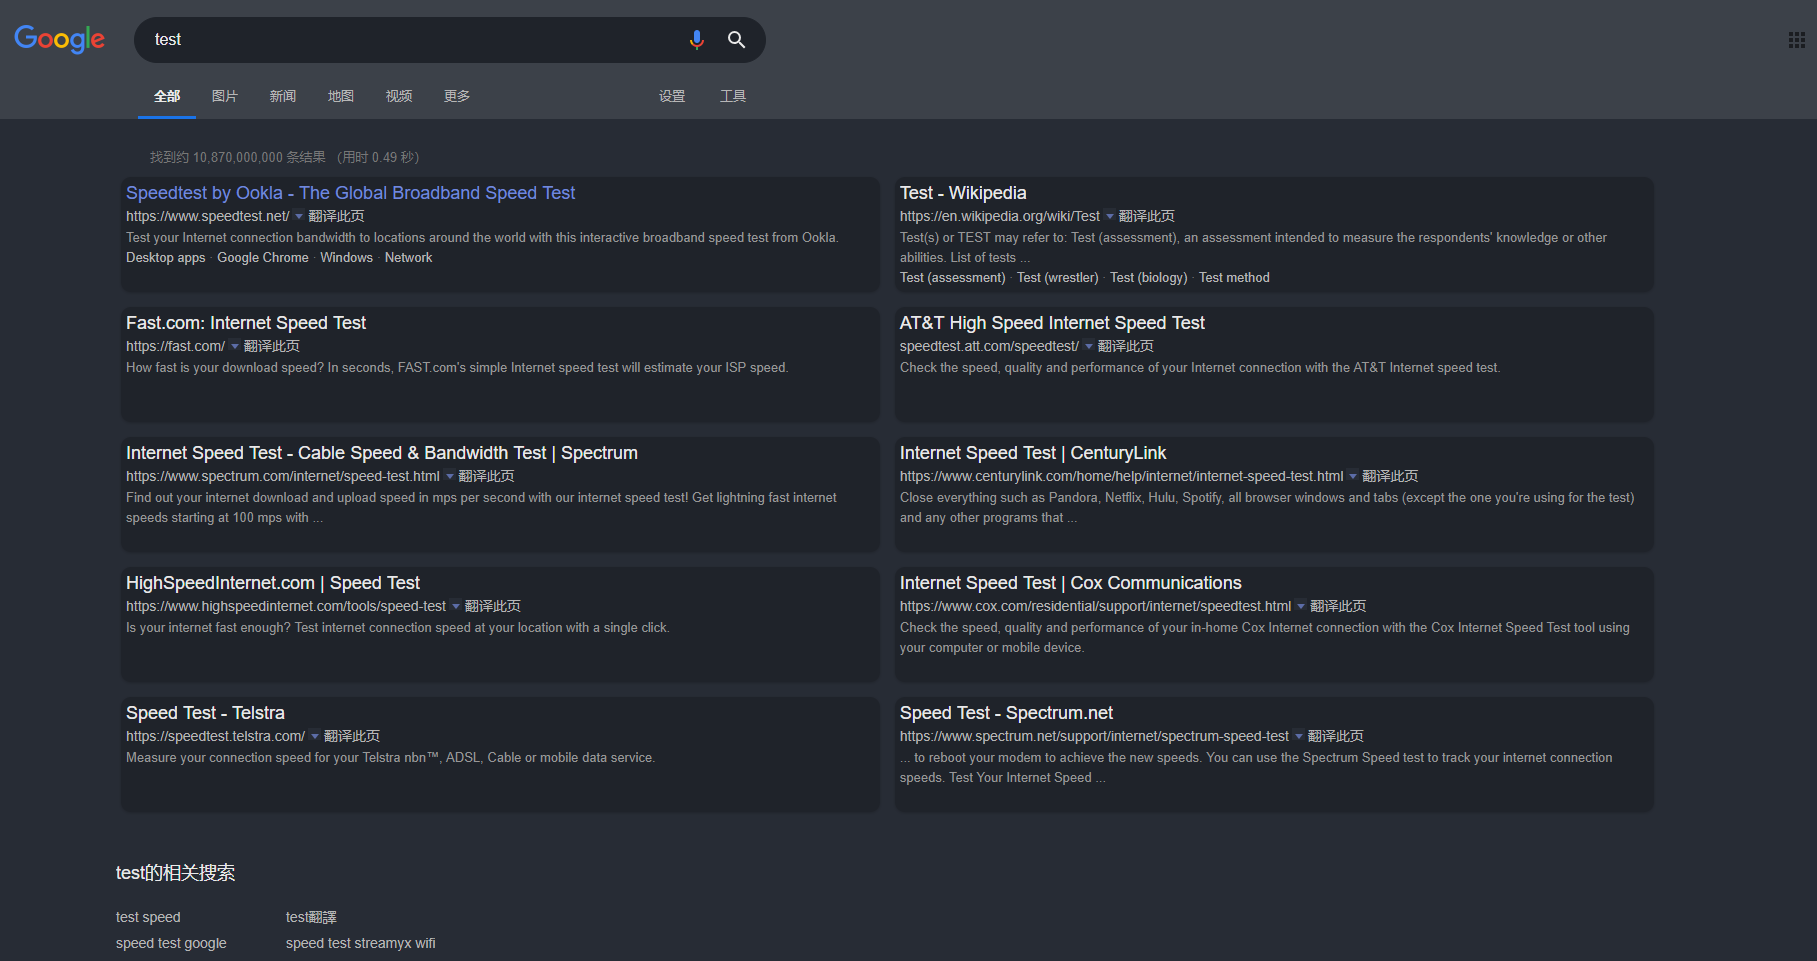 Google
test
全部 图片 新闻 地图 视频 更多 设置 工具
找到约 10,870,000,000 条结果 （用时 0.49 秒）
Speedtest by Ookla - The Global Broadband Speed Test
https://www.speedtest.net/ 翻译此页
Test your Internet connection bandwidth to locations around the world with this interactive broadband speed test from Ookla.
Desktop apps · Google Chrome · Windows · Network
Test - Wikipedia
https://en.wikipedia.org/wiki/Test 翻译此页
Test(s) or TEST may refer to: Test (assessment), an assessment intended to measure the respondents' knowledge or other
abilities. List of tests ...
Test (assessment) · Test (wrestler) · Test (biology) · Test method
Fast.com: Internet Speed Test
https://fast.com/ 翻译此页
How fast is your download speed? In seconds, FAST.com's simple Internet speed test will estimate your ISP speed.
AT&T High Speed Internet Speed Test
speedtest.att.com/speedtest/ 翻译此页
Check the speed, quality and performance of your Internet connection with the AT&T Internet speed test.
Internet Speed Test - Cable Speed & Bandwidth Test | Spectrum
https://www.spectrum.com/internet/speed-test.html 翻译此页
Find out your internet download and upload speed in mps per second with our internet speed test! Get lightning fast internet
speeds starting at 100 mps with ...
Internet Speed Test | CenturyLink
https://www.centurylink.com/home/help/internet/internet-speed-test.html 翻译此页
Close everything such as Pandora, Netflix, Hulu, Spotify, all browser windows and tabs (except the one you're using for the test)
and any other programs that ...
HighSpeedInternet.com | Speed Test
https://www.highspeedinternet.com/tools/speed-test 翻译此页
Is your internet fast enough? Test internet connection speed at your location with a single click.
Internet Speed Test | Cox Communications
https://www.cox.com/residential/support/internet/speedtest.html 翻译此页
Check the speed, quality and performance of your in-home Cox Internet connection with the Cox Internet Speed Test tool using
your computer or mobile device.
Speed Test - Telstra
https://speedtest.telstra.com/ 翻译此页
Measure your connection speed for your Telstra nbn™, ADSL, Cable or mobile data service.
Speed Test - Spectrum.net
https://www.spectrum.net/support/internet/spectrum-speed-test 翻译此页
... to reboot your modem to achieve the new speeds. You can use the Spectrum Speed test to track your internet connection
speeds. Test Your Internet Speed ...
test的相关搜索
test speed test翻譯
speed test google speed test streamyx wifi